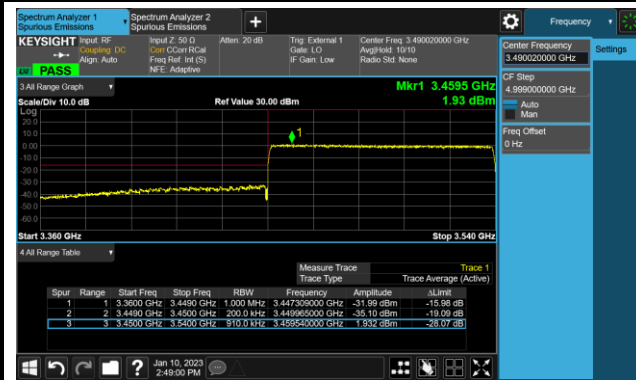 Spectrum Analyzer 1
Spurious Emissions
Spectrum Analyzer 2
Spurious Emissions
+
Frequency
KEYSIGHT
Input: RF
Coupling: DC
Align: Auto
Input Z: 50 Ω
Corr CCorr RCal
Freq Ref: Int (S)
NFE: Adaptive
Atten: 20 dB
Trig: External 1
Gate: LO
IF Gain: Low
Center Freq: 3.490020000 GHz
Avg|Hold: 10/10
Radio Std: None
PASS
Center Frequency
3.490020000 GHz
Settings
CF Step
4.999000000 GHz
Auto
Man
Freq Offset
0 Hz
3 All Range Graph
Mkr1 3.4595 GHz
1.93 dBm
Scale/Div 10.0 dB
Ref Value 30.00 dBm
Log
20.0
10.0
0.00
-10.0
-20.0
-30.0
-40.0
-50.0
-60.0
1
Start 3.360 GHz
Stop 3.540 GHz
4 All Range Table
Measure Trace Trace 1
Trace Type Trace Average (Active)
Spur Range Start Freq Stop Freq RBW Frequency Amplitude ΔLimit
1 1 3.3600 GHz 3.4490 GHz 1.000 MHz 3.447309000 GHz -31.99 dBm -15.98 dB
2 2 3.4490 GHz 3.4500 GHz 200.0 kHz 3.449965000 GHz -35.10 dBm -19.09 dB
3 3 3.4500 GHz 3.5400 GHz 910.0 kHz 3.459540000 GHz 1.932 dBm -28.07 dB
Jan 10, 2023
2:49:00 PM